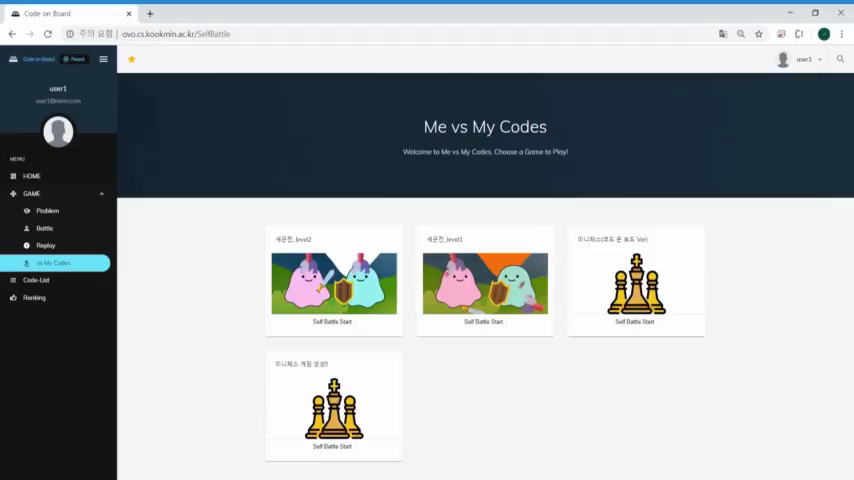 Code on Board
주의 요함
ovo.cs.kookmin.ac.kr/SelfBattle
Code on Board
React
user1
user1
user1@naver.com
MENU
HOME
GAME
Problem
Battle
Replay
vs My Codes
Code-List
Ranking
Me vs My Codes
Welcome to Me vs My Codes. Choose a Game to Play!
세균전_level2
Self Battle Start
세균전_level1
Self Battle Start
미니체스(코드 온 보드 Ver)
Self Battle Start
미니체스 게임 생성!!
Self Battle Start